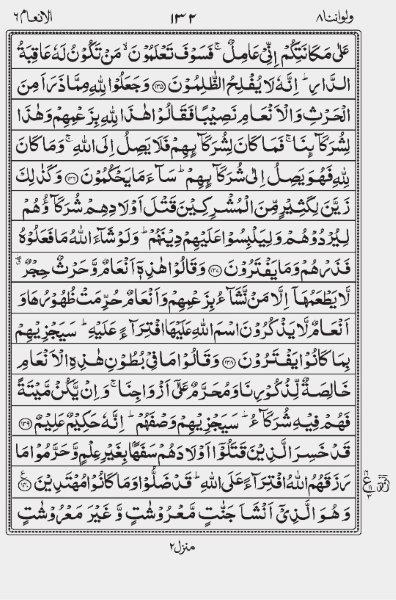 الانعام ٦ ١٣٢ ولواننا ٨
عَلٰى مَكَانَتِكُمْ اِنِّيْ عَامِلٌ ۚ فَسَوْفَ تَعْلَمُوْنَ ۙ مَنْ تَكُوْنُ لَهٗ عَاقِبَةُ
الدَّارِ ؕ اِنَّهٗ لَا يُفْلِحُ الظّٰلِمُوْنَ ﴿۱۳۵﴾ وَجَعَلُوْا لِلّٰهِ مِمَّا ذَرَاَ مِنَ
الْحَرْثِ وَالْاَنْعَامِ نَصِيْبًا فَقَالُوْا هٰذَا لِلّٰهِ بِزَعْمِهِمْ وَهٰذَا
لِشُرَكَآئِنَا ۚ فَمَا كَانَ لِشُرَكَآئِهِمْ فَلَا يَصِلُ اِلَى اللّٰهِ ۚ وَمَا كَانَ
لِلّٰهِ فَهُوَ يَصِلُ اِلٰى شُرَكَآئِهِمْ ؕ سَآءَ مَا يَحْكُمُوْنَ ﴿۱۳۶﴾ وَكَذٰلِكَ
زَيَّنَ لِكَثِيْرٍ مِّنَ الْمُشْرِكِيْنَ قَتْلَ اَوْلَادِهِمْ شُرَكَآؤُهُمْ
لِيُرْدُوْهُمْ وَلِيَلْبِسُوْا عَلَيْهِمْ دِيْنَهُمْ ؕ وَلَوْ شَآءَ اللّٰهُ مَا فَعَلُوْهُ
فَذَرْهُمْ وَمَا يَفْتَرُوْنَ ﴿۱۳۷﴾ وَقَالُوْا هٰذِهٖٓ اَنْعَامٌ وَّحَرْثٌ حِجْرٌ ۖ
لَّا يَطْعَمُهَآ اِلَّا مَنْ نَّشَآءُ بِزَعْمِهِمْ وَاَنْعَامٌ حُرِّمَتْ ظُهُوْرُهَا وَ
اَنْعَامٌ لَّا يَذْكُرُوْنَ اسْمَ اللّٰهِ عَلَيْهَا افْتِرَآءً عَلَيْهِ ؕ سَيَجْزِيْهِمْ
بِمَا كَانُوْا يَفْتَرُوْنَ ﴿۱۳۸﴾ وَقَالُوْا مَا فِيْ بُطُوْنِ هٰذِهِ الْاَنْعَامِ
خَالِصَةٌ لِّذُكُوْرِنَا وَمُحَرَّمٌ عَلٰٓى اَزْوَاجِنَا ۚ وَاِنْ يَّكُنْ مَّيْتَةً
فَهُمْ فِيْهِ شُرَكَآءُ ؕ سَيَجْزِيْهِمْ وَصْفَهُمْ ؕ اِنَّهٗ حَكِيْمٌ عَلِيْمٌ ﴿۱۳۹﴾
قَدْ خَسِرَ الَّذِيْنَ قَتَلُوْٓا اَوْلَادَهُمْ سَفَهًۢا بِغَيْرِ عِلْمٍ وَّحَرَّمُوْا مَا
رَزَقَهُمُ اللّٰهُ افْتِرَآءً عَلَى اللّٰهِ ؕ قَدْ ضَلُّوْا وَمَا كَانُوْا مُهْتَدِيْنَ ﴿۱۴۰﴾
وَهُوَ الَّذِيْٓ اَنْشَاَ جَنّٰتٍ مَّعْرُوْشٰتٍ وَّغَيْرَ مَعْرُوْشٰتٍ
منزل ٢